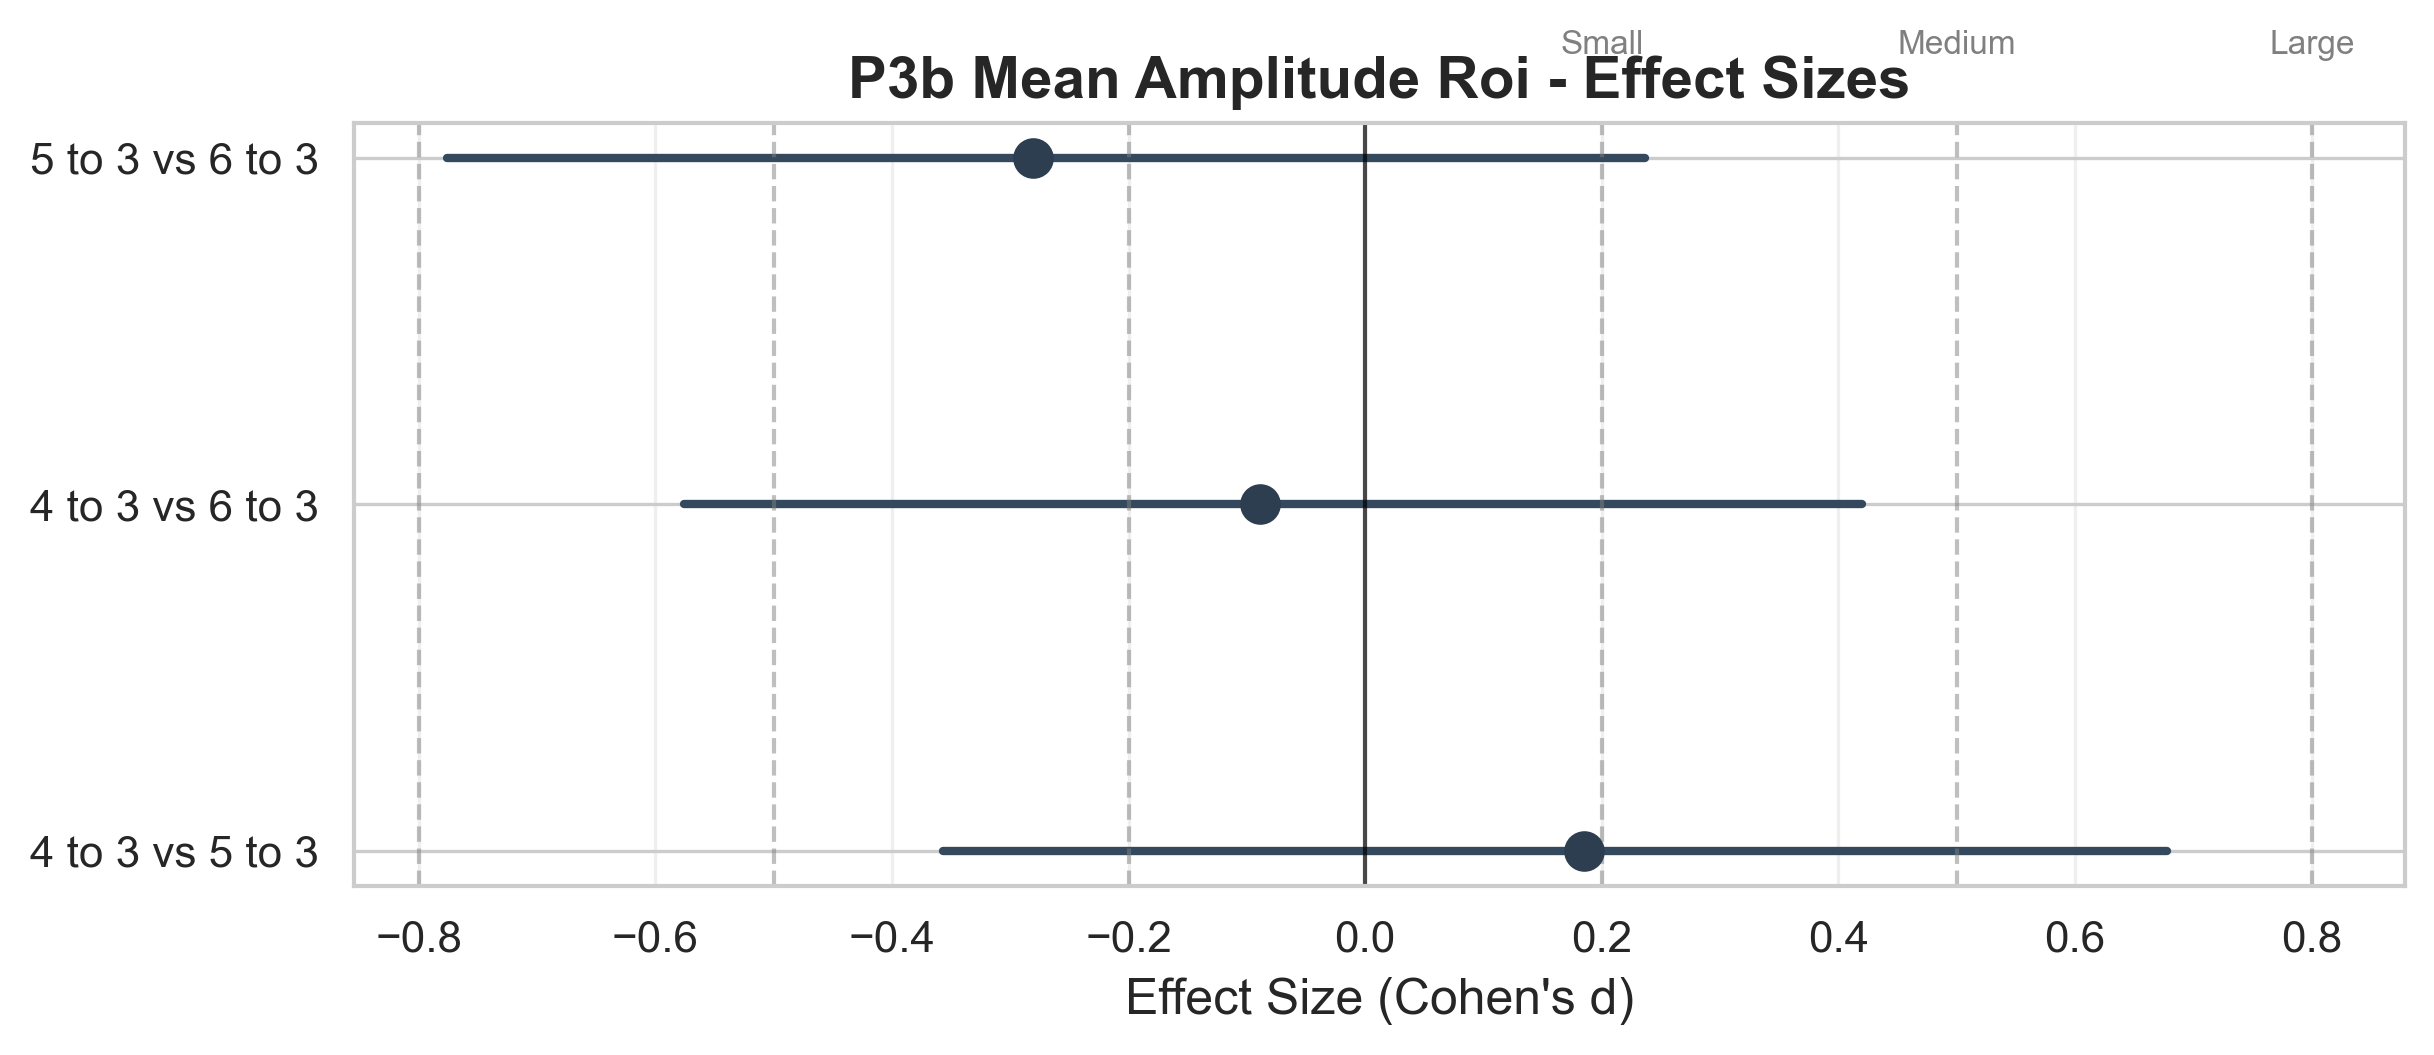 Small Medium Large
P3b Mean Amplitude Roi - Effect Sizes
5 to 3 vs 6 to 3
4 to 3 vs 6 to 3
4 to 3 vs 5 to 3
−0.8 −0.6 −0.4 −0.2 0.0 0.2 0.4 0.6 0.8
Effect Size (Cohen's d)